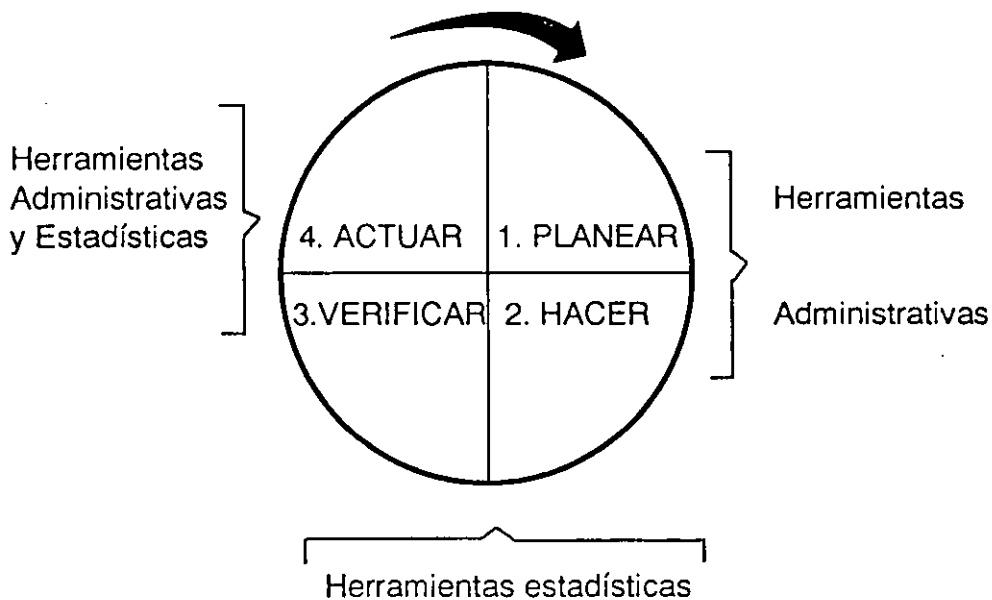 Herramientas
Administrativas
y Estadísticas
4. ACTUAR
1. PLANEAR
3.VERIFICAR
2. HACER
Herramientas
Administrativas
Herramientas estadísticas